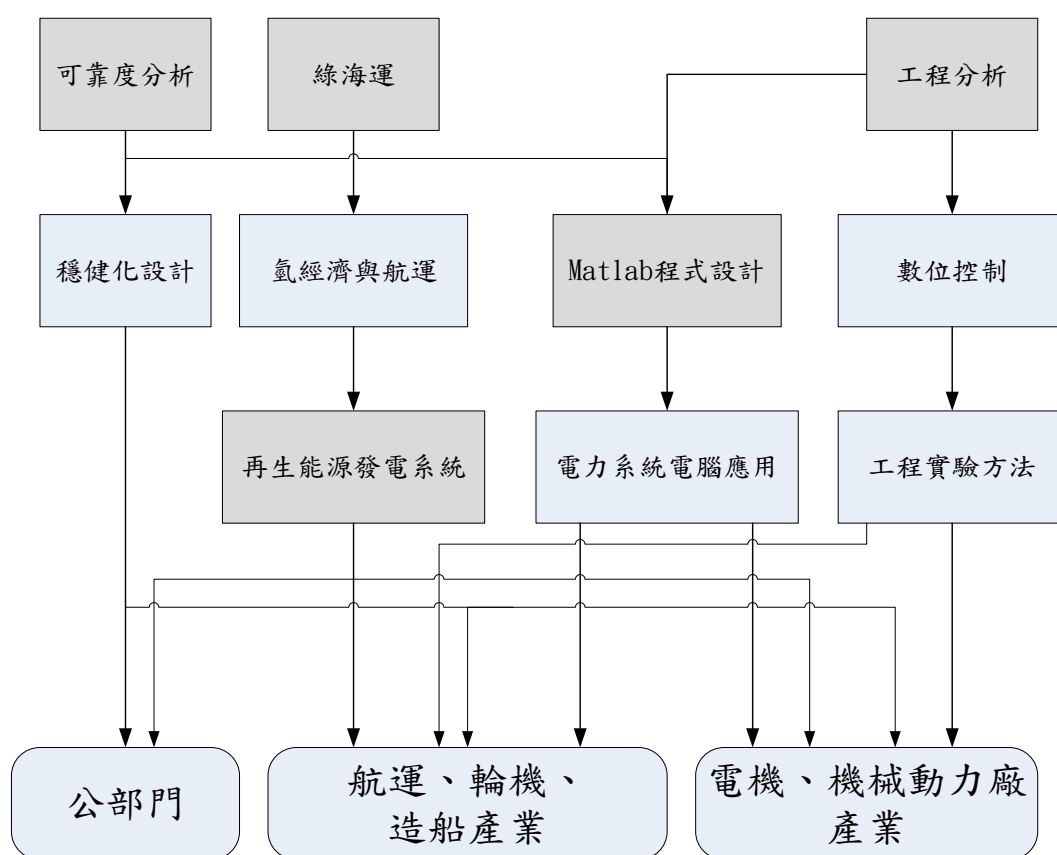 可靠度分析
綠海運
工程分析
穩健化設計
氫經濟與航運
Matlab程式設計
數位控制
再生能源發電系統
電力系統電腦應用
工程實驗方法
公部門
航運、輪機、
造船產業
電機、機械動力廠
產業